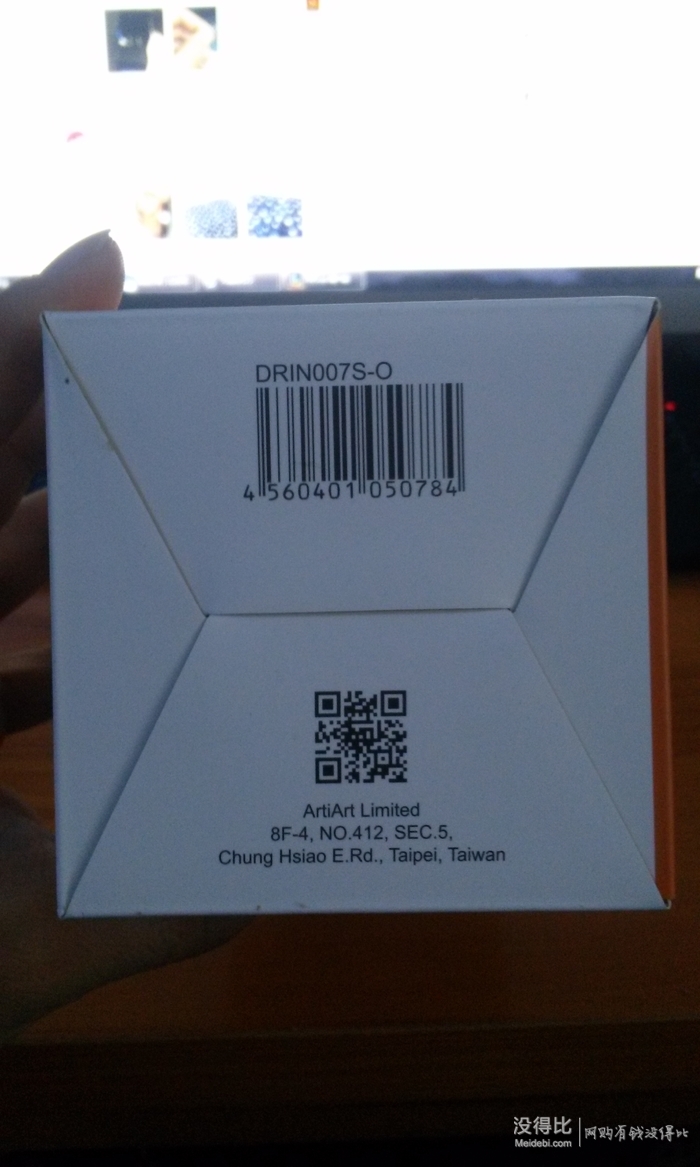 DRIN007S-O
4 560401 050784
ArtiArt Limited
8F-4, NO.412, SEC.5,
Chung Hsiao E.Rd., Taipei, Taiwan
没得比
Meidebi.com
网购有钱没得比